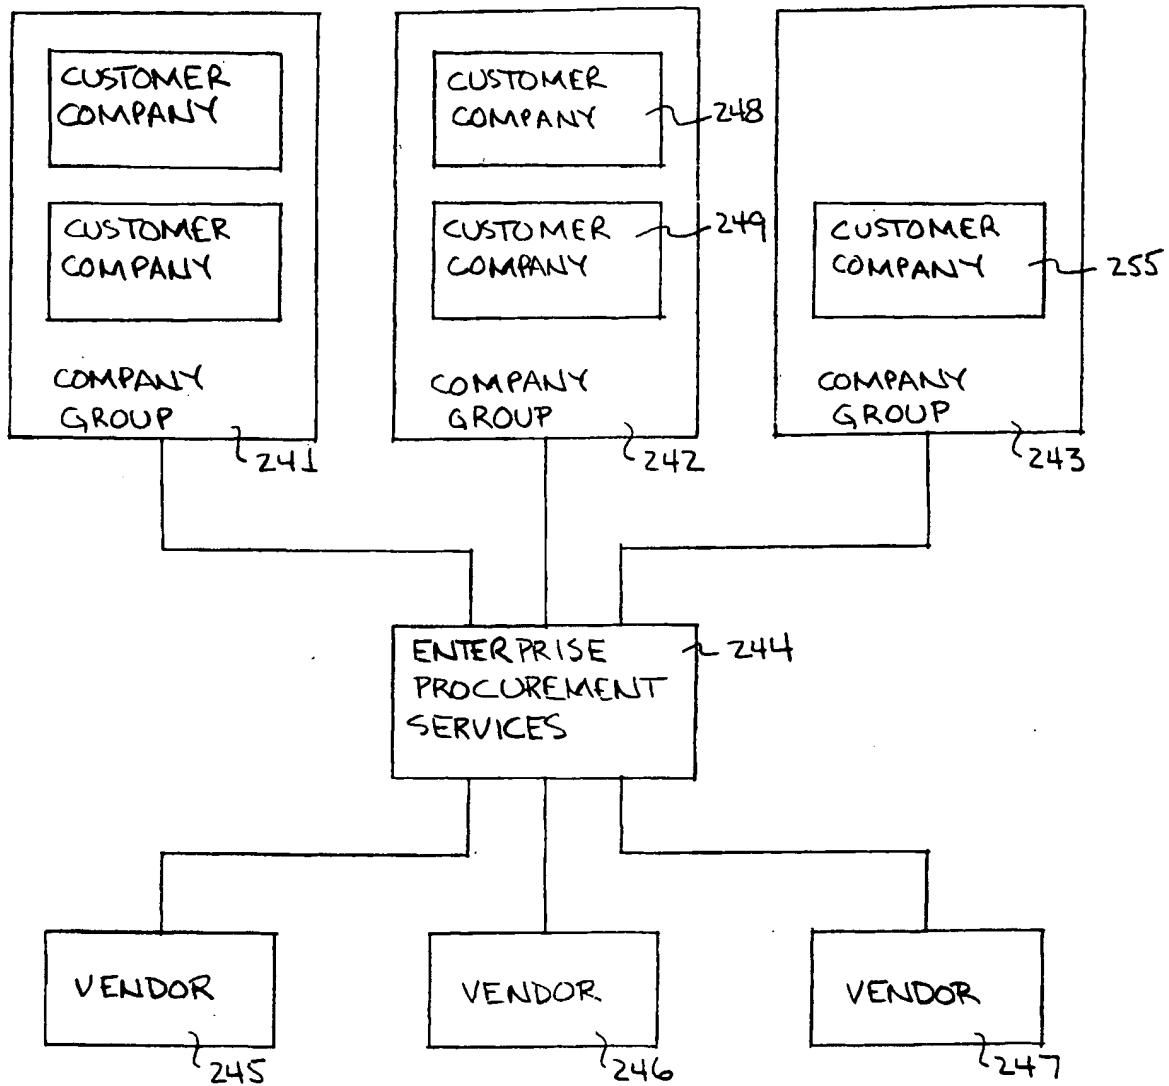 CUSTOMER
COMPANY
CUSTOMER
COMPANY
COMPANY
GROUP
241
CUSTOMER
COMPANY
248
CUSTOMER
COMPANY
249
COMPANY
GROUP
242
CUSTOMER
COMPANY
255
COMPANY
GROUP
243
ENTERPRISE
PROCUREMENT
SERVICES
244
VENDOR
245
VENDOR
246
VENDOR
247